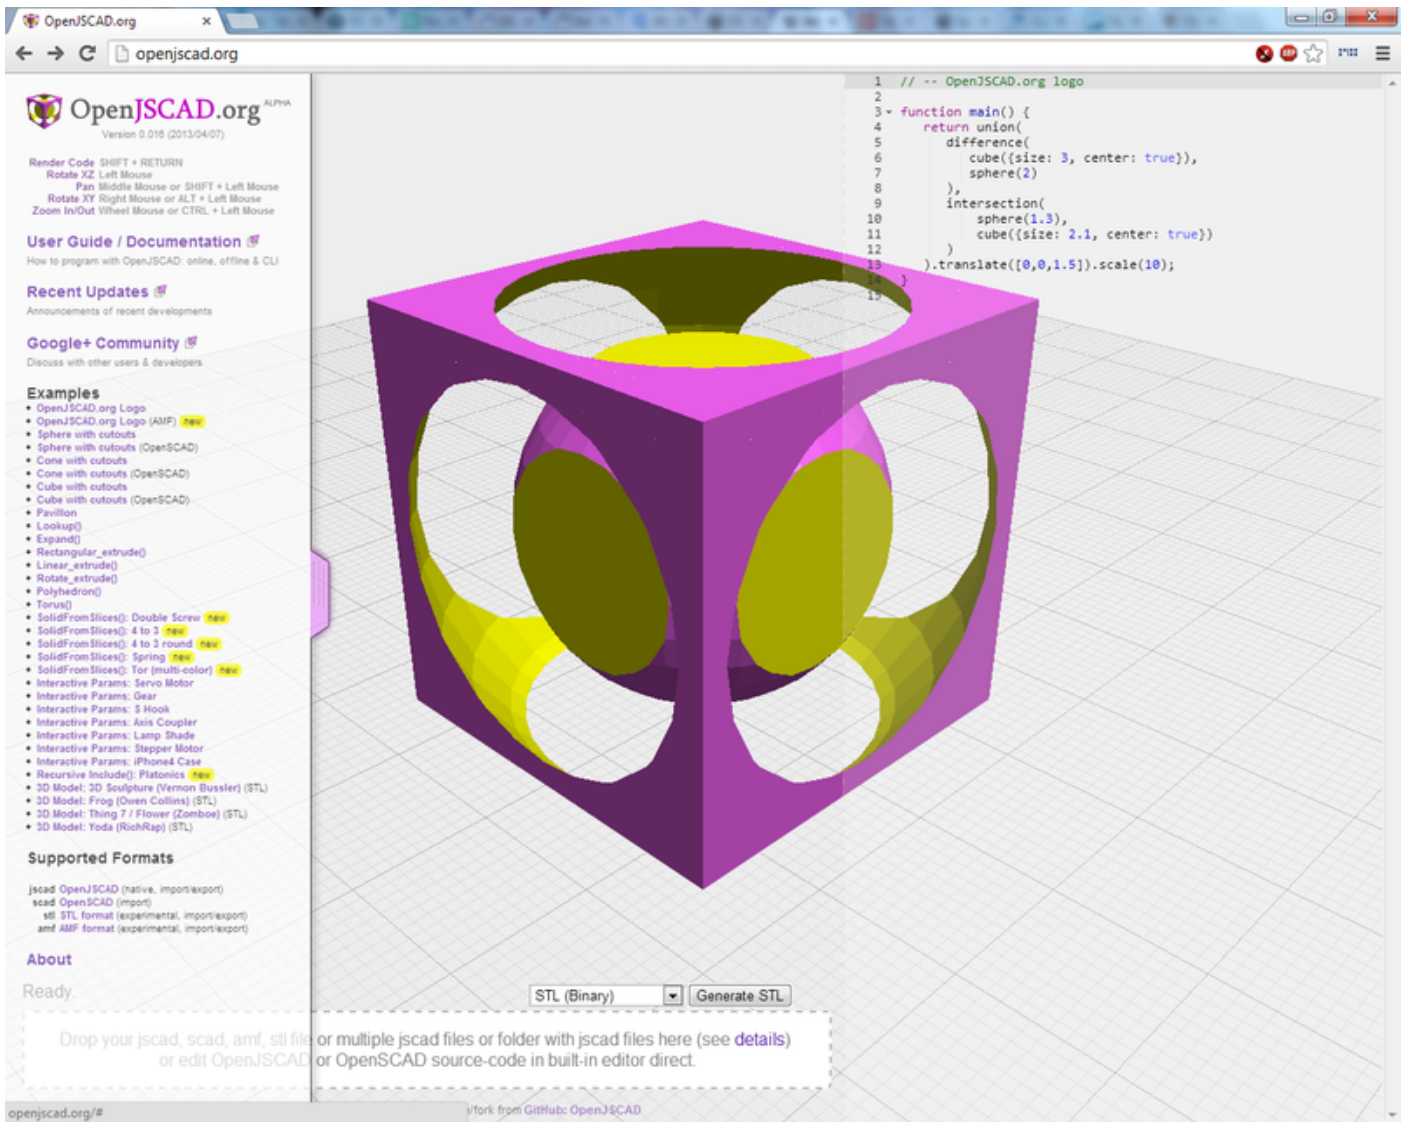 OpenJSCAD.org
openjscad.org
OpenJSCAD.org ALPHA
Version 0.016 (2013/04/07)
Render Code SHIFT + RETURN
Rotate XZ Left Mouse
Pan Middle Mouse or SHIFT + Left Mouse
Rotate XY Right Mouse or ALT + Left Mouse
Zoom In/Out Wheel Mouse or CTRL + Left Mouse
User Guide / Documentation
How to program with OpenJSCAD: online, offline & CLI
Recent Updates
Announcements of recent developments
Google+ Community
Discuss with other users & developers
Examples
• OpenJSCAD.org Logo
• OpenJSCAD.org Logo (AMF) new
• Sphere with cutouts
• Sphere with cutouts (OpenSCAD)
• Cone with cutouts
• Cone with cutouts (OpenSCAD)
• Cube with cutouts
• Cube with cutouts (OpenSCAD)
• Pavillon
• Lookup()
• Expand()
• Rectangular_extrude()
• Linear_extrude()
• Rotate_extrude()
• Polyhedron()
• Torus()
• SolidFromSlices(): Double Screw new
• SolidFromSlices(): 4 to 3 new
• SolidFromSlices(): 4 to 3 round new
• SolidFromSlices(): Spring new
• SolidFromSlices(): Tor (multi-color) new
• Interactive Params: Servo Motor
• Interactive Params: Gear
• Interactive Params: S Hook
• Interactive Params: Axis Coupler
• Interactive Params: Lamp Shade
• Interactive Params: Stepper Motor
• Interactive Params: iPhone4 Case
• Recursive Include(): Platonics new
• 3D Model: 3D Sculpture (Vernon Bussler) (STL)
• 3D Model: Frog (Owen Collins) (STL)
• 3D Model: Thing 7 / Flower (Zomboe) (STL)
• 3D Model: Yoda (RichRap) (STL)
Supported Formats
jscad OpenJSCAD (native, import/export)
scad OpenSCAD (import)
stl STL format (experimental, import/export)
amf AMF format (experimental, import/export)
About
Ready.
1 // -- OpenJSCAD.org logo
2
3 function main() {
4 return union(
5 difference(
6 cube({size: 3, center: true}),
7 sphere(2)
8 ),
9 intersection(
10 sphere(1.3),
11 cube({size: 2.1, center: true})
12 )
13 ).translate([0,0,1.5]).scale(10);
14 }
15
STL (Binary) Generate STL
Drop your jscad, scad, amf, stl file or multiple jscad files or folder with jscad files here (see details)
or edit OpenJSCAD or OpenSCAD source-code in built-in editor direct.
/fork from GitHub: OpenJSCAD
openjscad.org/#